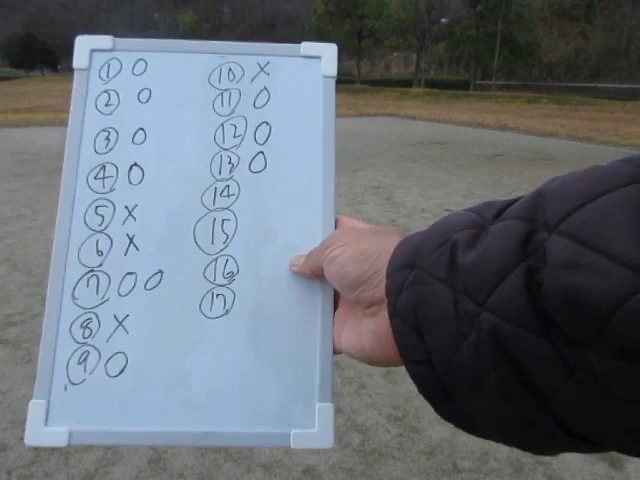 ① O
② O
③ O
④ O
⑤ X
⑥ X
⑦ O O
⑧ X
⑨ O
⑩ X
⑪ O
⑫ O
⑬ O
⑭
⑮
⑯
⑰